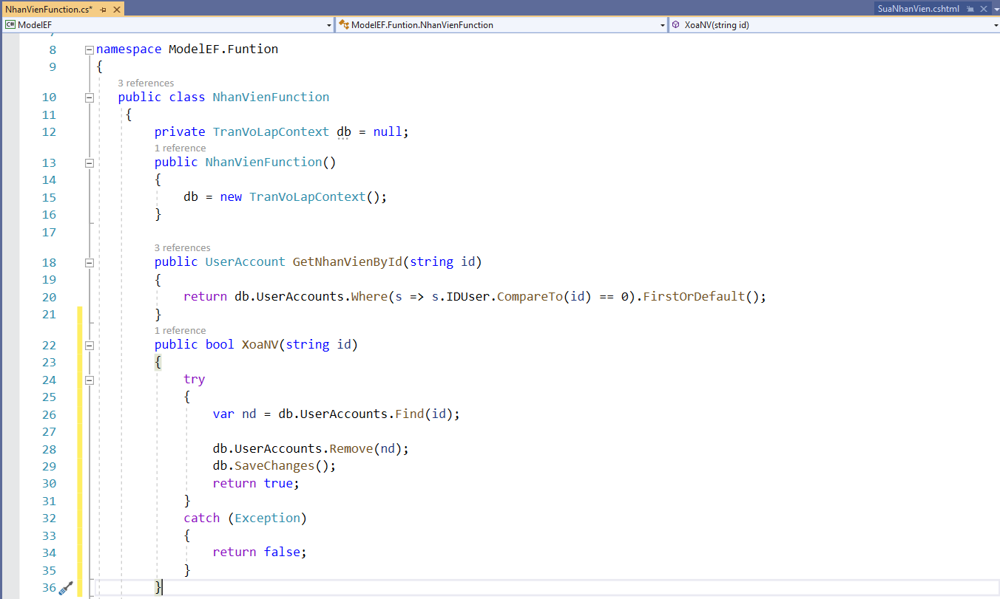 NhanVienFunction.cs*
SuaNhanVien.cshtml
C# ModelEF
ModelEF.Funtion.NhanVienFunction
XoaNV(string id)
8 namespace ModelEF.Funtion
9 {
3 references
10 public class NhanVienFunction
11 {
12 private TranVoLapContext db = null;
1 reference
13 public NhanVienFunction()
14 {
15 db = new TranVoLapContext();
16 }
17
3 references
18 public UserAccount GetNhanVienById(string id)
19 {
20 return db.UserAccounts.Where(s => s.IDUser.CompareTo(id) == 0).FirstOrDefault();
21 }
1 reference
22 public bool XoaNV(string id)
23 {
24 try
25 {
26 var nd = db.UserAccounts.Find(id);
27
28 db.UserAccounts.Remove(nd);
29 db.SaveChanges();
30 return true;
31 }
32 catch (Exception)
33 {
34 return false;
35 }
36 }